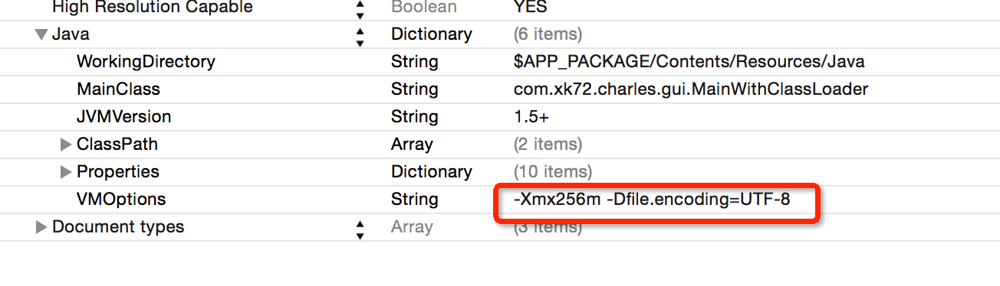 High Resolution Capable Boolean YES
Java Dictionary (6 items)
WorkingDirectory String $APP_PACKAGE/Contents/Resources/Java
MainClass String com.xk72.charles.gui.MainWithClassLoader
JVMVersion String 1.5+
ClassPath Array (2 items)
Properties Dictionary (10 items)
VMOptions String -Xmx256m -Dfile.encoding=UTF-8
Document types Array (3 items)